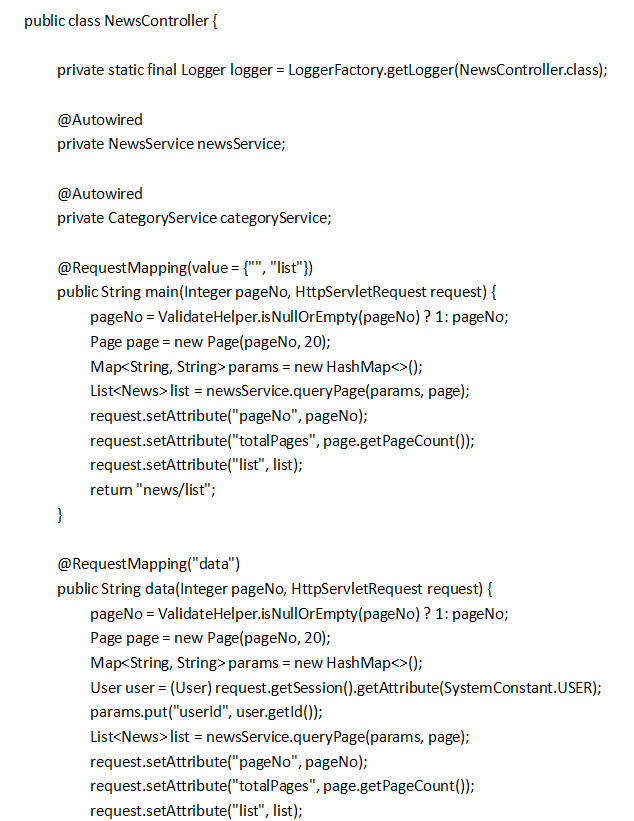 public class NewsController {
private static final Logger logger = LoggerFactory.getLogger(NewsController.class);
@Autowired
private NewsService newsService;
@Autowired
private CategoryService categoryService;
@RequestMapping(value = {"", "list"})
public String main(Integer pageNo, HttpServletRequest request) {
pageNo = ValidateHelper.isNullOrEmpty(pageNo) ? 1: pageNo;
Page page = new Page(pageNo, 20);
Map<String, String> params = new HashMap<>();
List<News> list = newsService.queryPage(params, page);
request.setAttribute("pageNo", pageNo);
request.setAttribute("totalPages", page.getPageCount());
request.setAttribute("list", list);
return "news/list";
}
@RequestMapping("data")
public String data(Integer pageNo, HttpServletRequest request) {
pageNo = ValidateHelper.isNullOrEmpty(pageNo) ? 1: pageNo;
Page page = new Page(pageNo, 20);
Map<String, String> params = new HashMap<>();
User user = (User) request.getSession().getAttribute(SystemConstant.USER);
params.put("userId", user.getId());
List<News> list = newsService.queryPage(params, page);
request.setAttribute("pageNo", pageNo);
request.setAttribute("totalPages", page.getPageCount());
request.setAttribute("list", list);